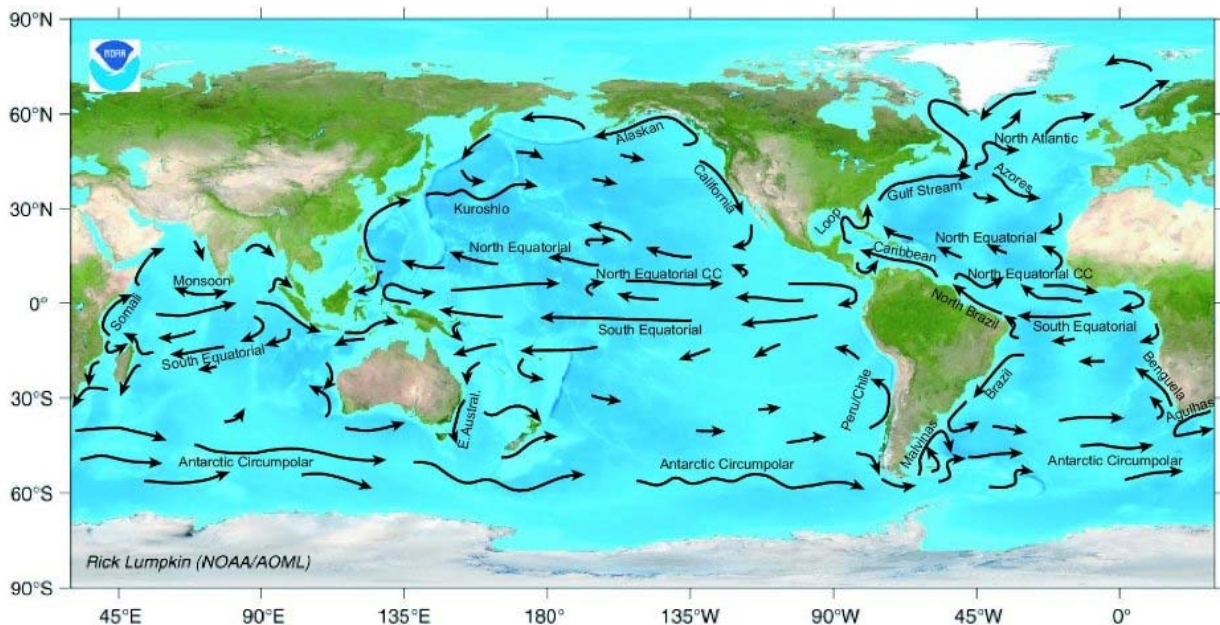 90°N
NOAA
60°N
Alaskan
North Atlantic
California
Gulf Stream
Azores
30°N
Kuroshio
Loop
North Equatorial
North Equatorial
Caribbean
Monsoon
North Equatorial CC
North Equatorial CC
0°
Somali
South Equatorial
North Brazil
South Equatorial
South Equatorial
Benguela
Brazil
30°S
E.Austral.
Peru/Chile
Agulhas
Malvinas
Antarctic Circumpolar
Antarctic Circumpolar
Antarctic Circumpolar
60°S
Rick Lumpkin (NOAA/AOML)
90°S
45°E 90°E 135°E 180° 135°W 90°W 45°W 0°